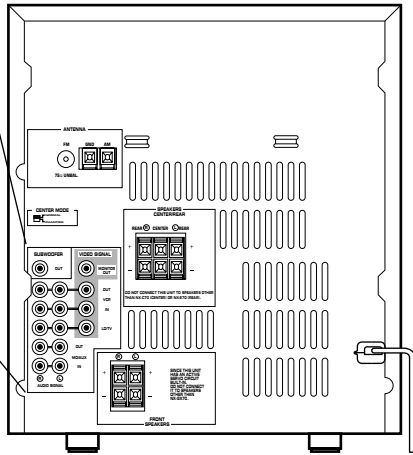 ANTENNA
FM GND AM
75Ω UNBAL.
CENTER MODE
SPEAKERS
CENTER/REAR
REAR R CENTER L REAR
+ +
− −
DO NOT CONNECT THIS UNIT TO SPEAKERS OTHER
THAN NX-C70 (CENTER) OR NX-E70 (REAR).
SUBWOOFER VIDEO SIGNAL
OUT MONITOR
OUT
OUT
VCR
IN
LD/TV
OUT
MD/AUX
IN
R L
AUDIO SIGNAL
R L
+ +
− −
SINCE THIS UNIT
HAS AN ACTIVE
SERVO CIRCUIT
BUILT-IN,
DO NOT CONNECT
IT TO SPEAKERS
OTHER THAN
NX-SX70.
FRONT
SPEAKERS